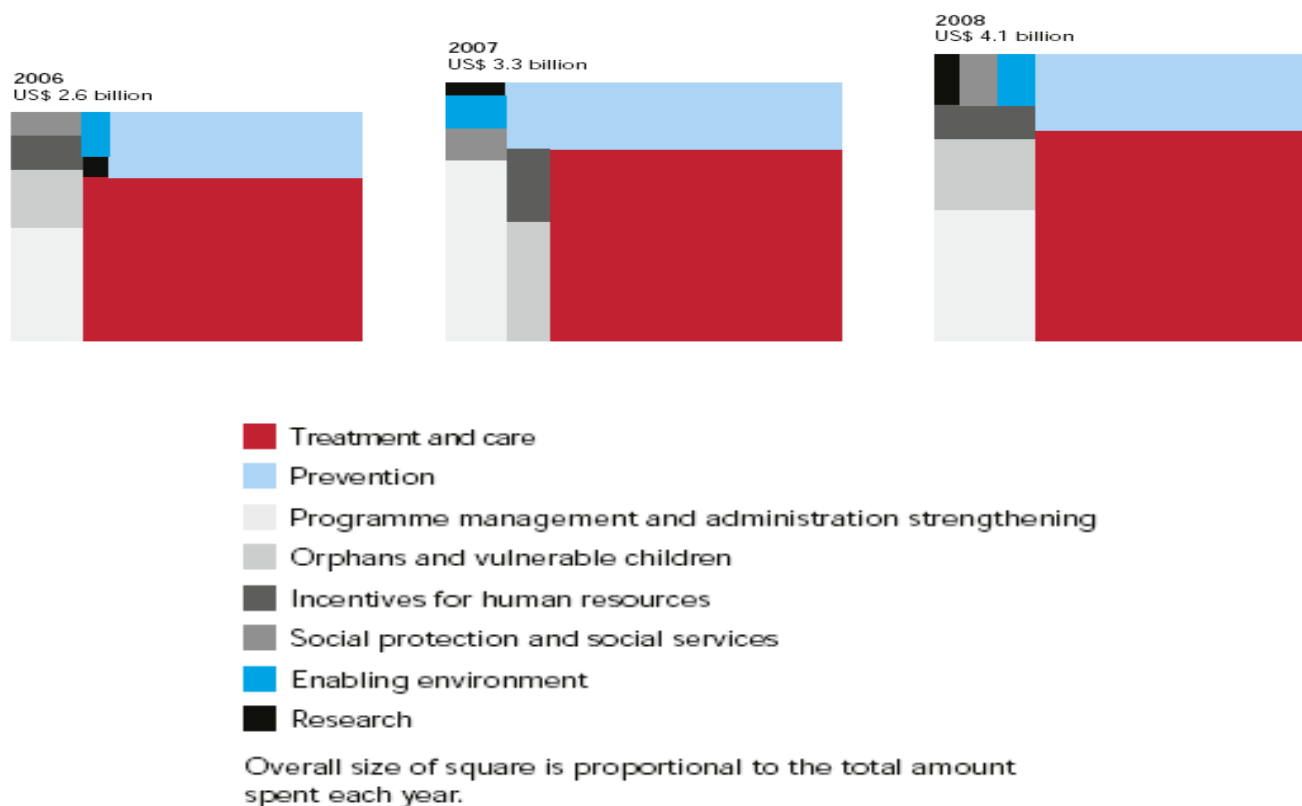 2006
US$ 2.6 billion
2007
US$ 3.3 billion
2008
US$ 4.1 billion
Treatment and care
Prevention
Programme management and administration strengthening
Orphans and vulnerable children
Incentives for human resources
Social protection and social services
Enabling environment
Research
Overall size of square is proportional to the total amount
spent each year.